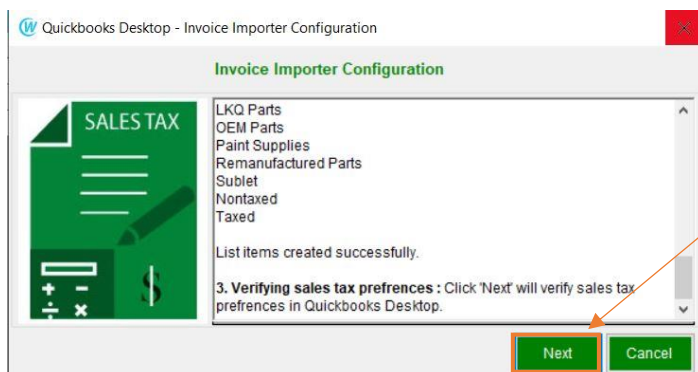 Quickbooks Desktop - Invoice Importer Configuration
Invoice Importer Configuration
SALES TAX
$
LKQ Parts
OEM Parts
Paint Supplies
Remanufactured Parts
Sublet
Nontaxed
Taxed
List items created successfully.
3. Verifying sales tax prefrences : Click 'Next' will verify sales tax
prefrences in Quickbooks Desktop.
Next Cancel